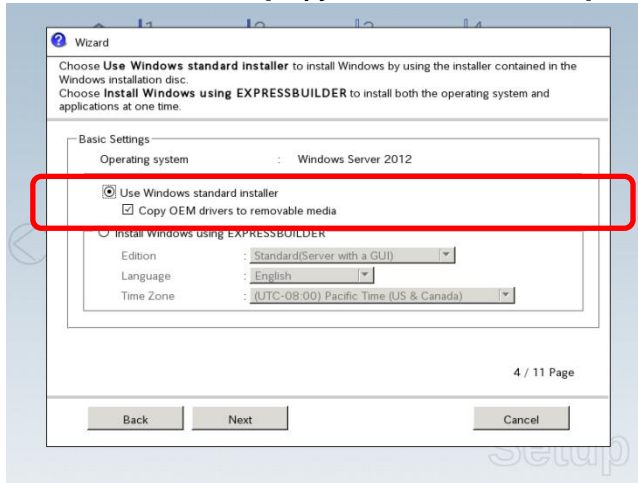 Wizard
Choose Use Windows standard installer to install Windows by using the installer contained in the
Windows installation disc.
Choose Install Windows using EXPRESSBUILDER to install both the operating system and
applications at one time.
Basic Settings
Operating system : Windows Server 2012
Use Windows standard installer
Copy OEM drivers to removable media
Install Windows using EXPRESSBUILDER
Edition : Standard(Server with a GUI)
Language : English
Time Zone : (UTC-08:00) Pacific Time (US & Canada)
4 / 11 Page
Back Next Cancel
Setup